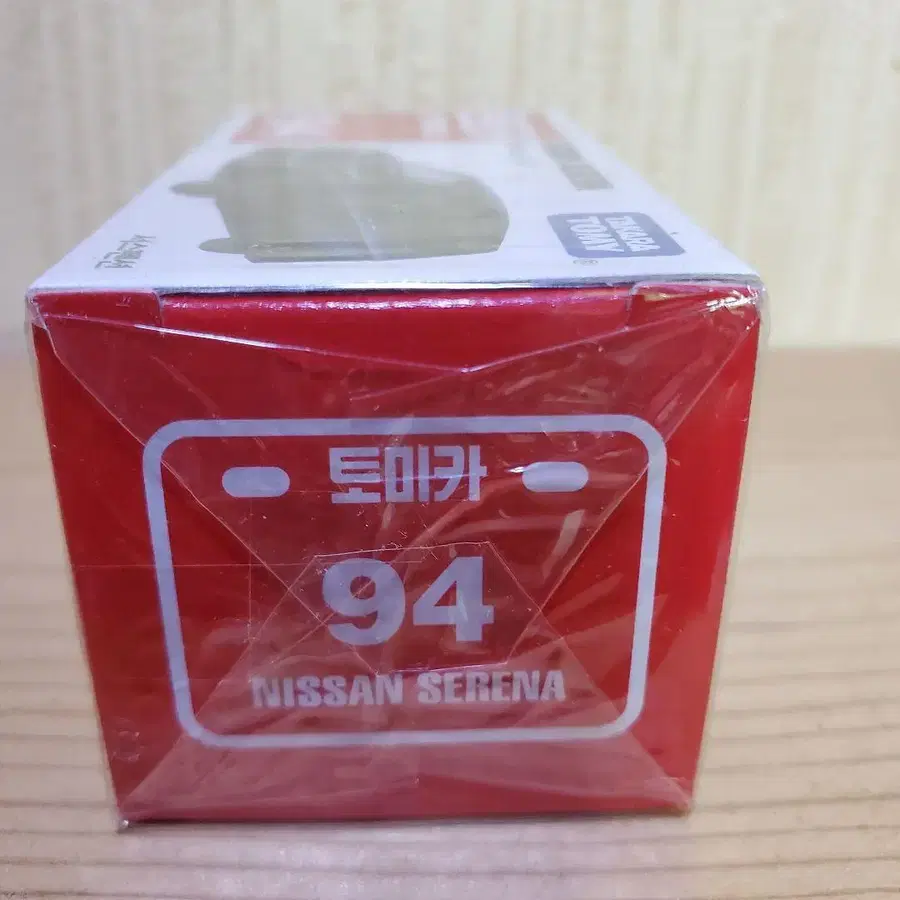 TAKARA
TOMY
®
토미카
94
NISSAN SERENA